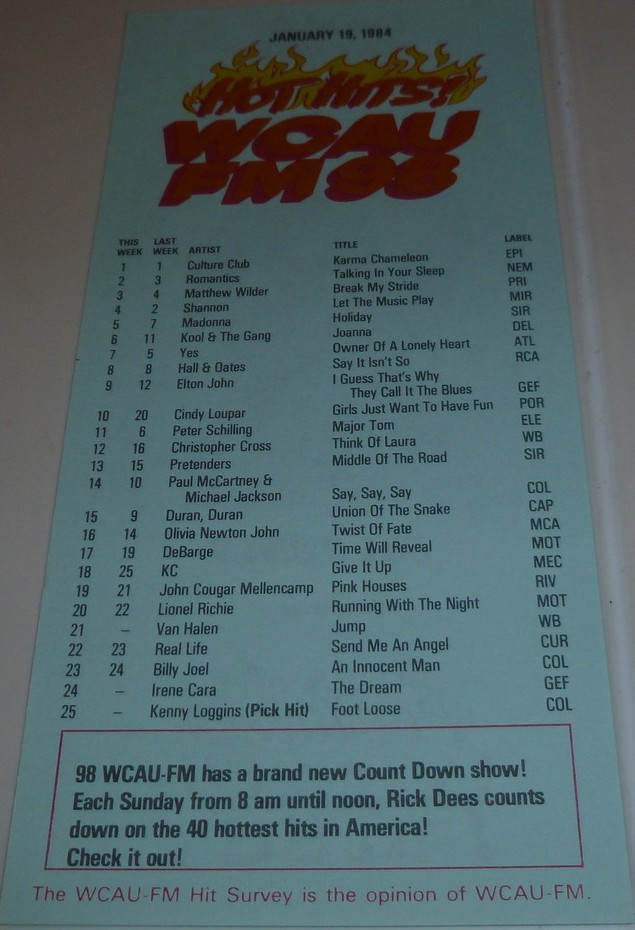 JANUARY 19, 1984
HOT HITS!
WCAU
FM 98
THIS WEEK LAST WEEK ARTIST TITLE LABEL
1 1 Culture Club Karma Chameleon EPI
2 3 Romantics Talking In Your Sleep NEM
3 4 Matthew Wilder Break My Stride PRI
4 2 Shannon Let The Music Play MIR
5 7 Madonna Holiday SIR
6 11 Kool & The Gang Joanna DEL
7 5 Yes Owner Of A Lonely Heart ATL
8 8 Hall & Oates Say It Isn't So RCA
9 12 Elton John I Guess That's Why
They Call It The Blues GEF
10 20 Cindy Loupar Girls Just Want To Have Fun POR
11 6 Peter Schilling Major Tom ELE
12 16 Christopher Cross Think Of Laura WB
13 15 Pretenders Middle Of The Road SIR
14 10 Paul McCartney &
Michael Jackson Say, Say, Say COL
15 9 Duran, Duran Union Of The Snake CAP
16 14 Olivia Newton John Twist Of Fate MCA
17 19 DeBarge Time Will Reveal MOT
18 25 KC Give It Up MEC
19 21 John Cougar Mellencamp Pink Houses RIV
20 22 Lionel Richie Running With The Night MOT
21 – Van Halen Jump WB
22 23 Real Life Send Me An Angel CUR
23 24 Billy Joel An Innocent Man COL
24 – Irene Cara The Dream GEF
25 – Kenny Loggins (Pick Hit) Foot Loose COL
98 WCAU-FM has a brand new Count Down show!
Each Sunday from 8 am until noon, Rick Dees counts
down on the 40 hottest hits in America!
Check it out!
The WCAU-FM Hit Survey is the opinion of WCAU-FM.